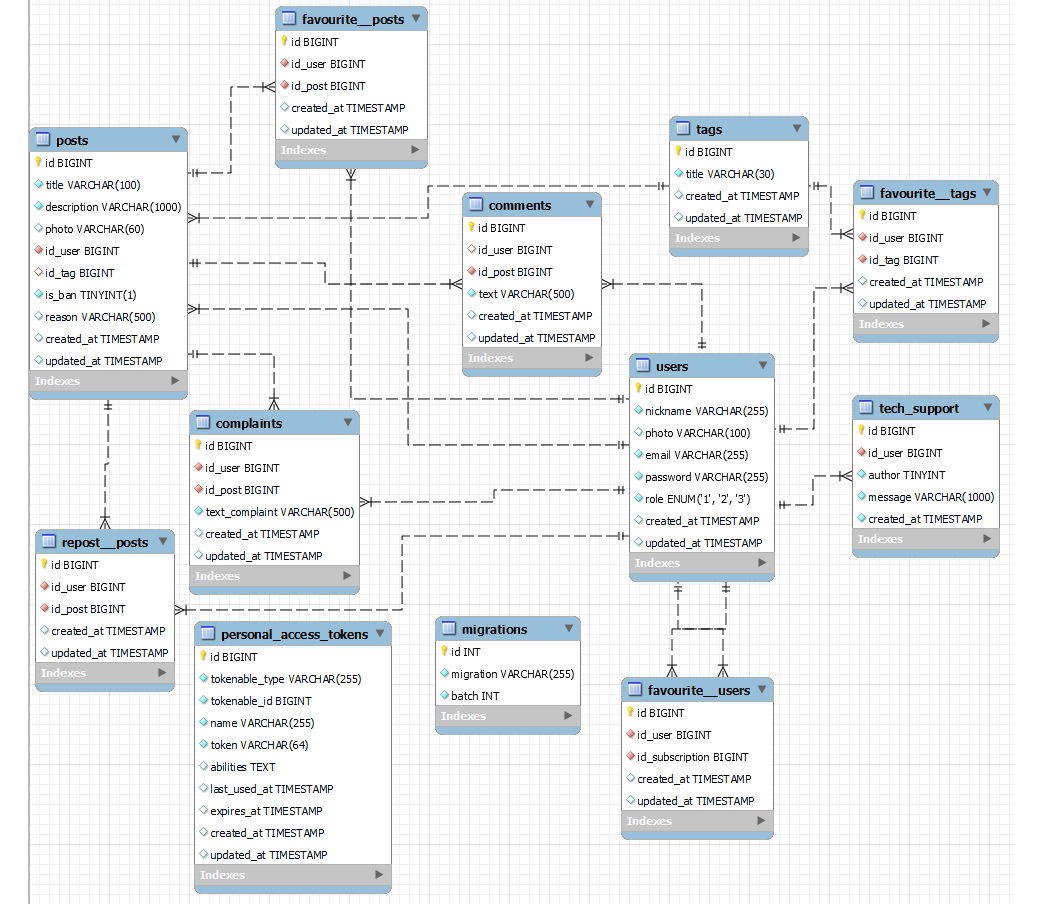 favourite__posts
id BIGINT
id_user BIGINT
id_post BIGINT
created_at TIMESTAMP
updated_at TIMESTAMP
Indexes
posts
id BIGINT
title VARCHAR(100)
description VARCHAR(1000)
photo VARCHAR(60)
id_user BIGINT
id_tag BIGINT
is_ban TINYINT(1)
reason VARCHAR(500)
created_at TIMESTAMP
updated_at TIMESTAMP
Indexes
tags
id BIGINT
title VARCHAR(30)
created_at TIMESTAMP
updated_at TIMESTAMP
Indexes
favourite__tags
id BIGINT
id_user BIGINT
id_tag BIGINT
created_at TIMESTAMP
updated_at TIMESTAMP
Indexes
comments
id BIGINT
id_user BIGINT
id_post BIGINT
text VARCHAR(500)
created_at TIMESTAMP
updated_at TIMESTAMP
Indexes
users
id BIGINT
nickname VARCHAR(255)
photo VARCHAR(100)
email VARCHAR(255)
password VARCHAR(255)
role ENUM('1', '2', '3')
created_at TIMESTAMP
updated_at TIMESTAMP
Indexes
tech_support
id BIGINT
id_user BIGINT
author TINYINT
message VARCHAR(1000)
created_at TIMESTAMP
Indexes
complaints
id BIGINT
id_user BIGINT
id_post BIGINT
text_complaint VARCHAR(500)
created_at TIMESTAMP
updated_at TIMESTAMP
Indexes
repost__posts
id BIGINT
id_user BIGINT
id_post BIGINT
created_at TIMESTAMP
updated_at TIMESTAMP
Indexes
personal_access_tokens
id BIGINT
tokenable_type VARCHAR(255)
tokenable_id BIGINT
name VARCHAR(255)
token VARCHAR(64)
abilities TEXT
last_used_at TIMESTAMP
expires_at TIMESTAMP
created_at TIMESTAMP
updated_at TIMESTAMP
Indexes
migrations
id INT
migration VARCHAR(255)
batch INT
Indexes
favourite__users
id BIGINT
id_user BIGINT
id_subscription BIGINT
created_at TIMESTAMP
updated_at TIMESTAMP
Indexes